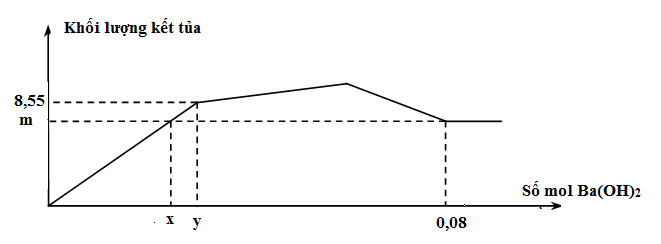 Khối lượng kết tủa
8,55
m
Số mol Ba(OH)2
x y 0,08